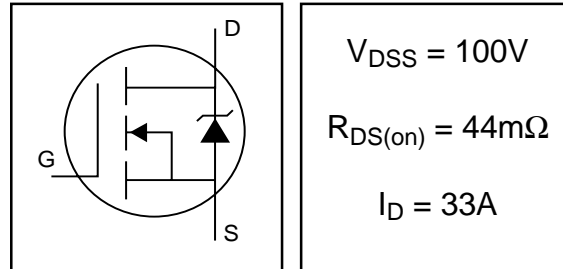 D
G
S
V_DSS = 100V
R_DS(on) = 44mΩ
I_D = 33A